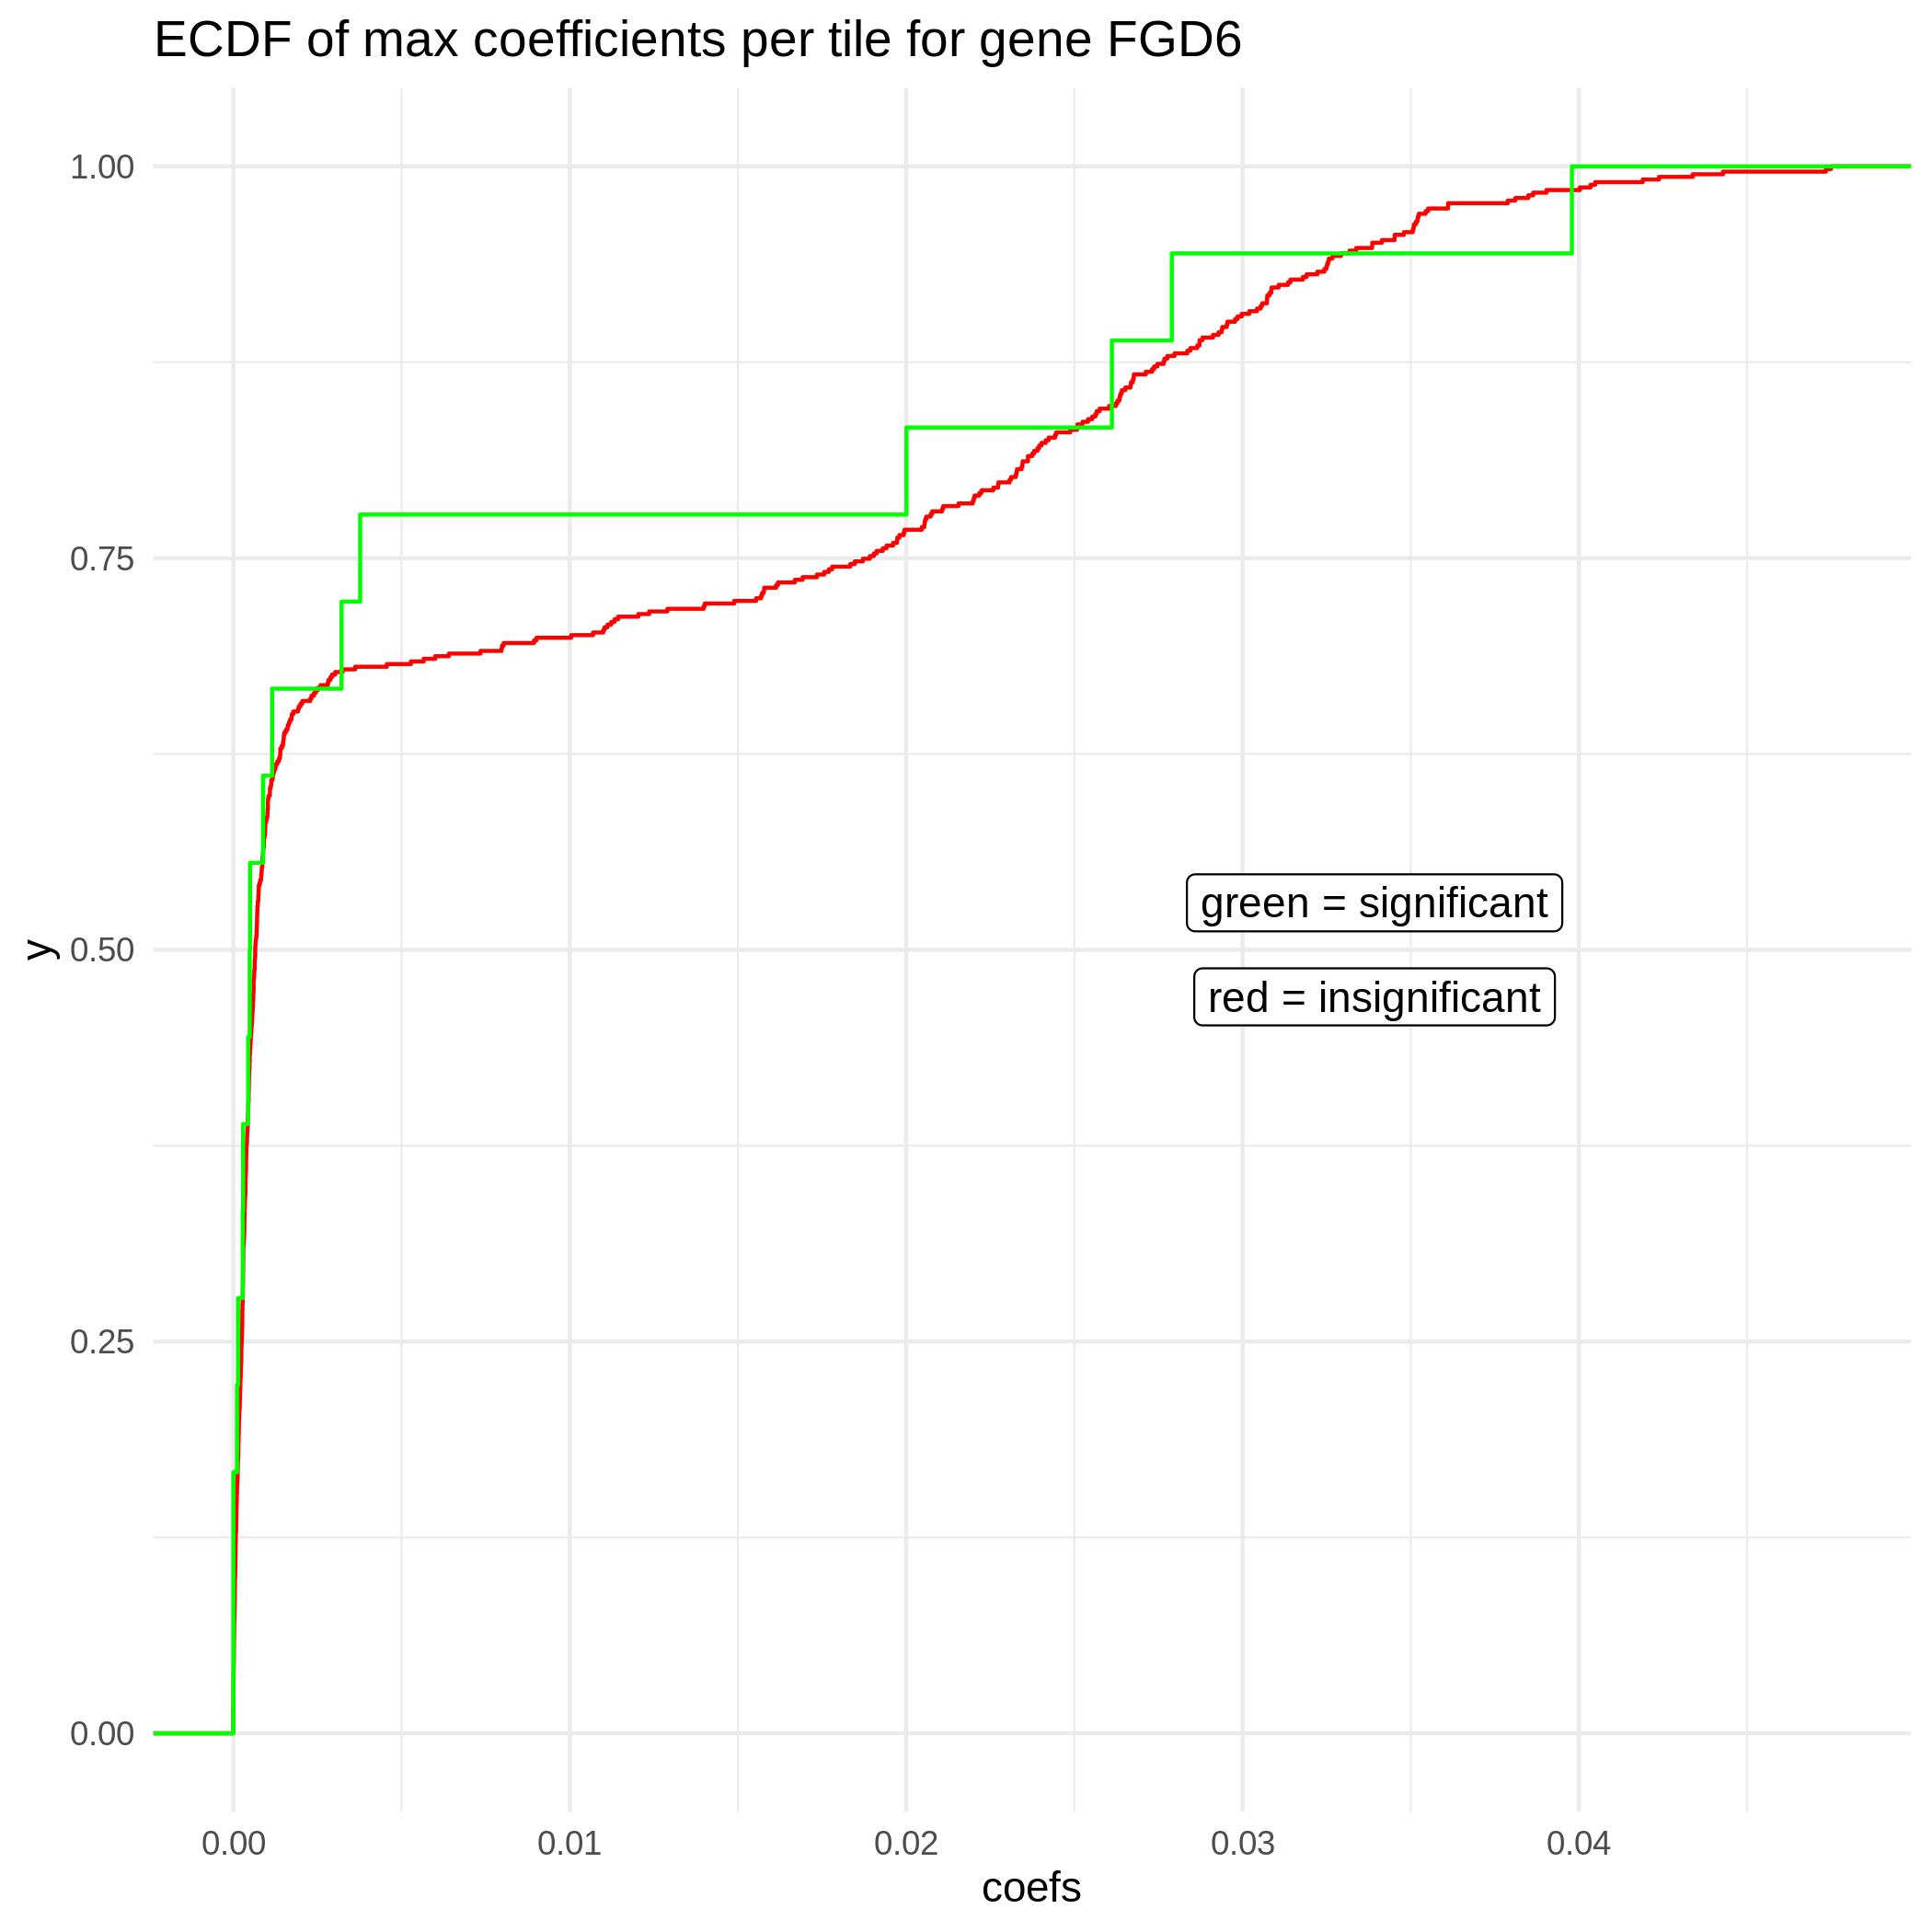 ECDF of max coefficients per tile for gene FGD6
1.00
0.75
0.50
0.25
0.00
y
green = significant
red = insignificant
0.00 0.01 0.02 0.03 0.04
coefs